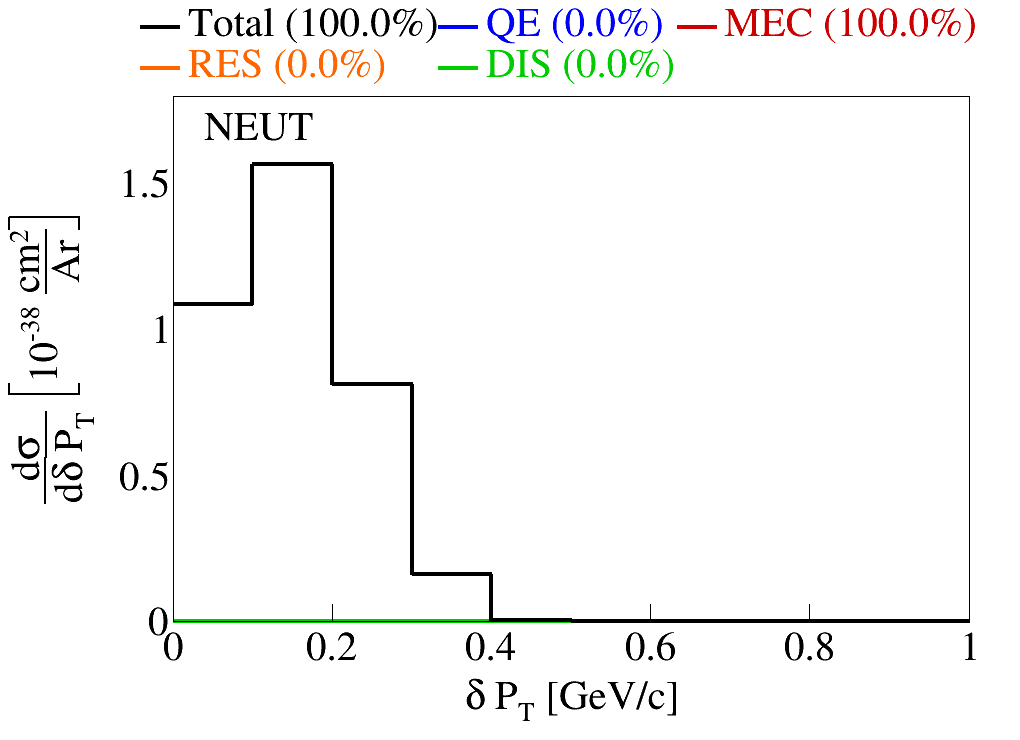 Total (100.0%) QE (0.0%) MEC (100.0%)
RES (0.0%) DIS (0.0%)
NEUT
1.5
1
0.5
0
0 0.2 0.4 0.6 0.8 1
δ P_T [GeV/c]
dσ/dδ P_T [10^-38 cm^2/Ar]